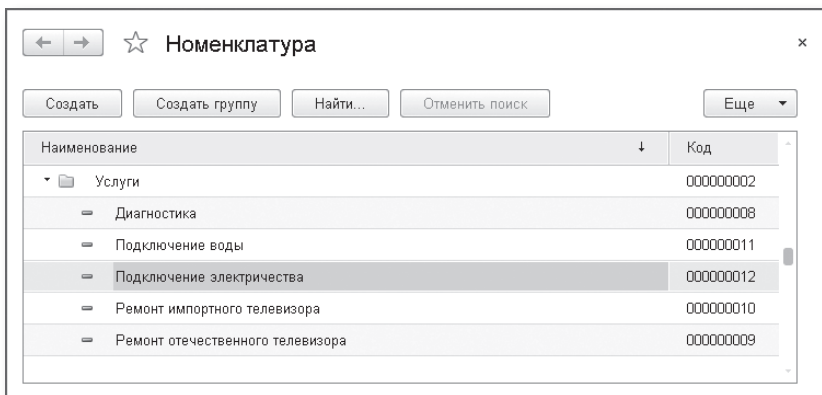 Номенклатура
Создать Создать группу Найти... Отменить поиск Еще
Наименование Код
Услуги 000000002
Диагностика 000000008
Подключение воды 000000011
Подключение электричества 000000012
Ремонт импортного телевизора 000000010
Ремонт отечественного телевизора 000000009